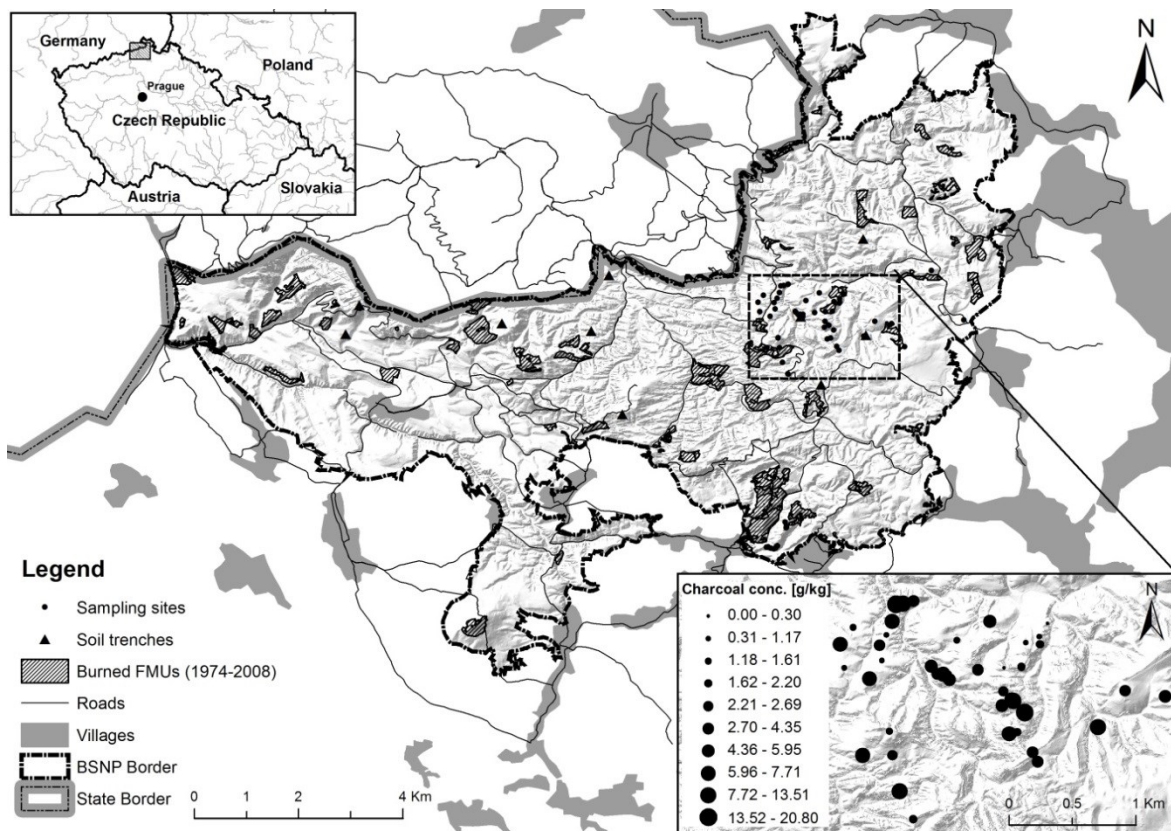 Germany
Poland
Prague
Czech Republic
Slovakia
Austria
N
Legend
Sampling sites
Soil trenches
Burned FMUs (1974-2008)
Roads
Villages
BSNP Border
State Border
0 1 2 4 Km
Charcoal conc. [g/kg]
N
0.00 - 0.30
0.31 - 1.17
1.18 - 1.61
1.62 - 2.20
2.21 - 2.69
2.70 - 4.35
4.36 - 5.95
5.96 - 7.71
7.72 - 13.51
13.52 - 20.80
0 0.5 1 Km